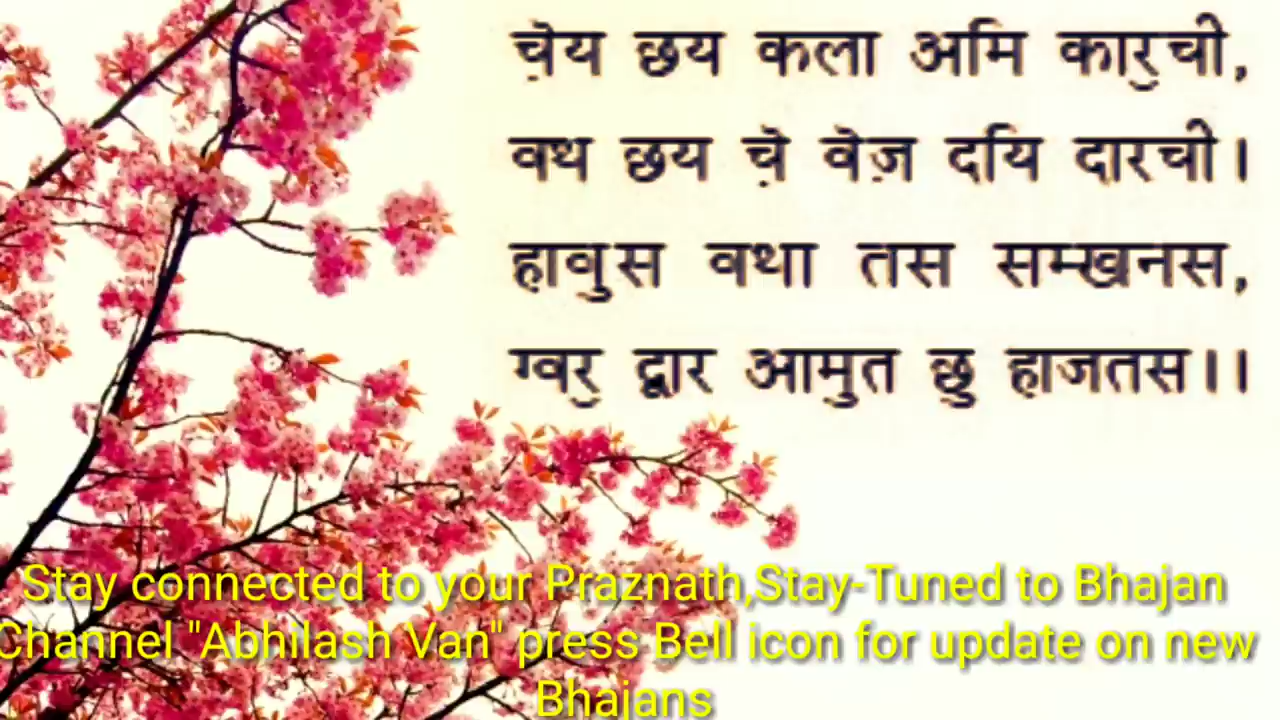 च़ॆय छय कला अमि कारॖची,
वथ छय च़ॆ वॆज़ दयि दारची।
हावुस वथा तस सम्खनस,
ग्वरॖ द्वार आमुत छु हाजतस।।
Stay connected to your Praznath,Stay-Tuned to Bhajan
Channel "Abhilash Van" press Bell icon for update on new
Bhajans